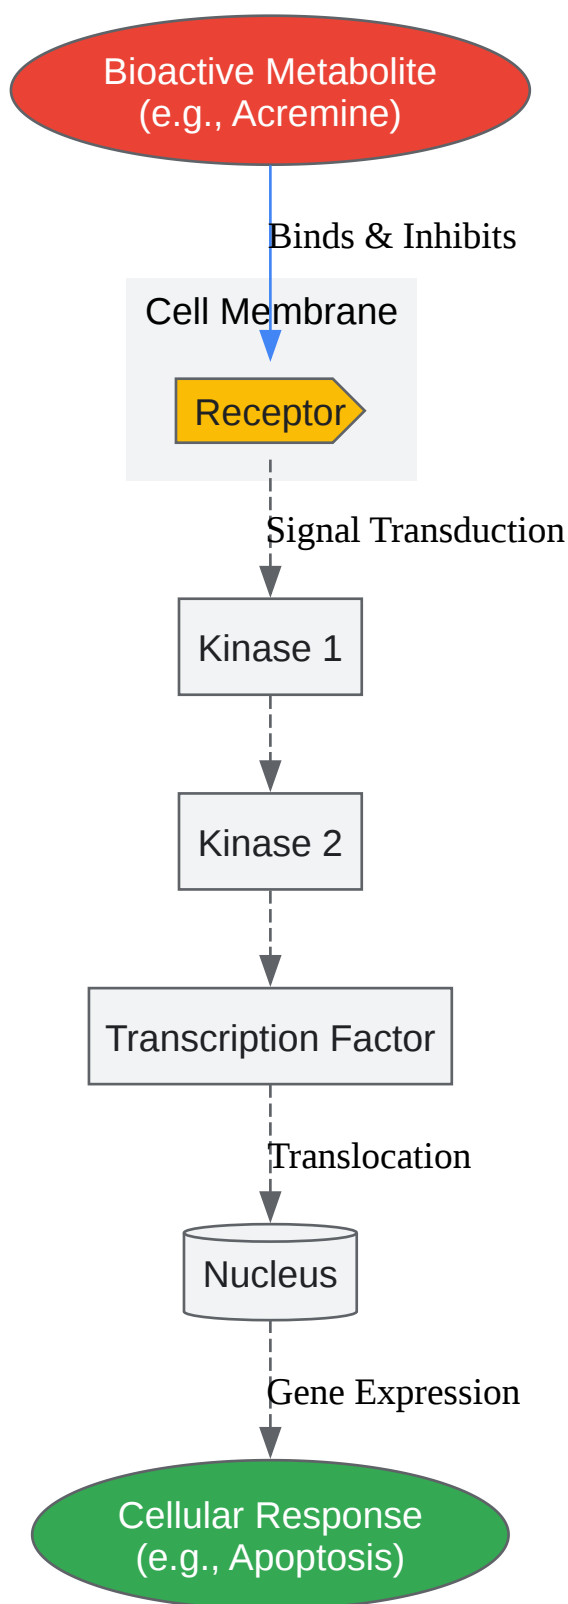 Bioactive Metabolite
(e.g., Acremine)
Binds & Inhibits
Cell Membrane
Receptor
Signal Transduction
Kinase 1
Kinase 2
Transcription Factor
Translocation
Nucleus
Gene Expression
Cellular Response
(e.g., Apoptosis)